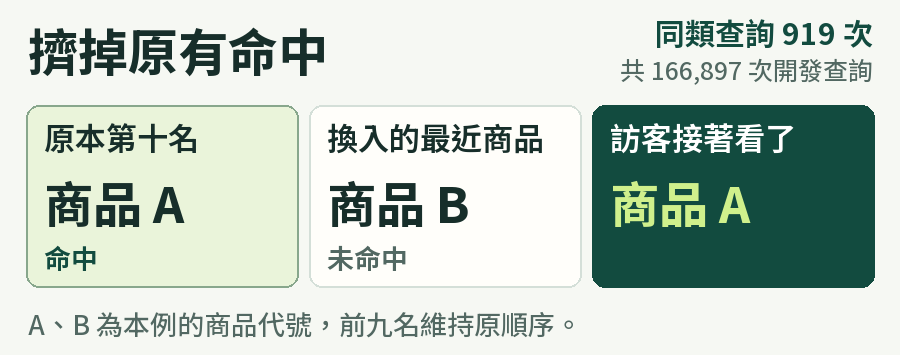 擠掉原有命中
同類查詢 919 次
共 166,897 次開發查詢
原本第十名
商品 A
命中
換入的最近商品
商品 B
未命中
訪客接著看了
商品 A
A、B 為本例的商品代號，前九名維持原順序。